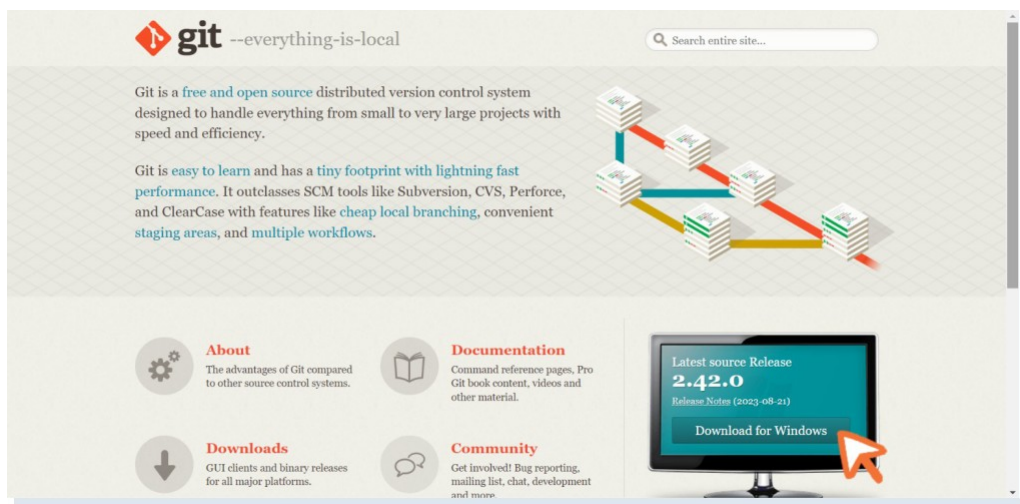 git --everything-is-local
Search entire site...
Git is a free and open source distributed version control system
designed to handle everything from small to very large projects with
speed and efficiency.
Git is easy to learn and has a tiny footprint with lightning fast
performance. It outclasses SCM tools like Subversion, CVS, Perforce,
and ClearCase with features like cheap local branching, convenient
staging areas, and multiple workflows.
About
The advantages of Git compared
to other source control systems.
Documentation
Command reference pages, Pro
Git book content, videos and
other material.
Downloads
GUI clients and binary releases
for all major platforms.
Community
Get involved! Bug reporting,
mailing list, chat, development
and more.
Latest source Release
2.42.0
Release Notes (2023-08-21)
Download for Windows